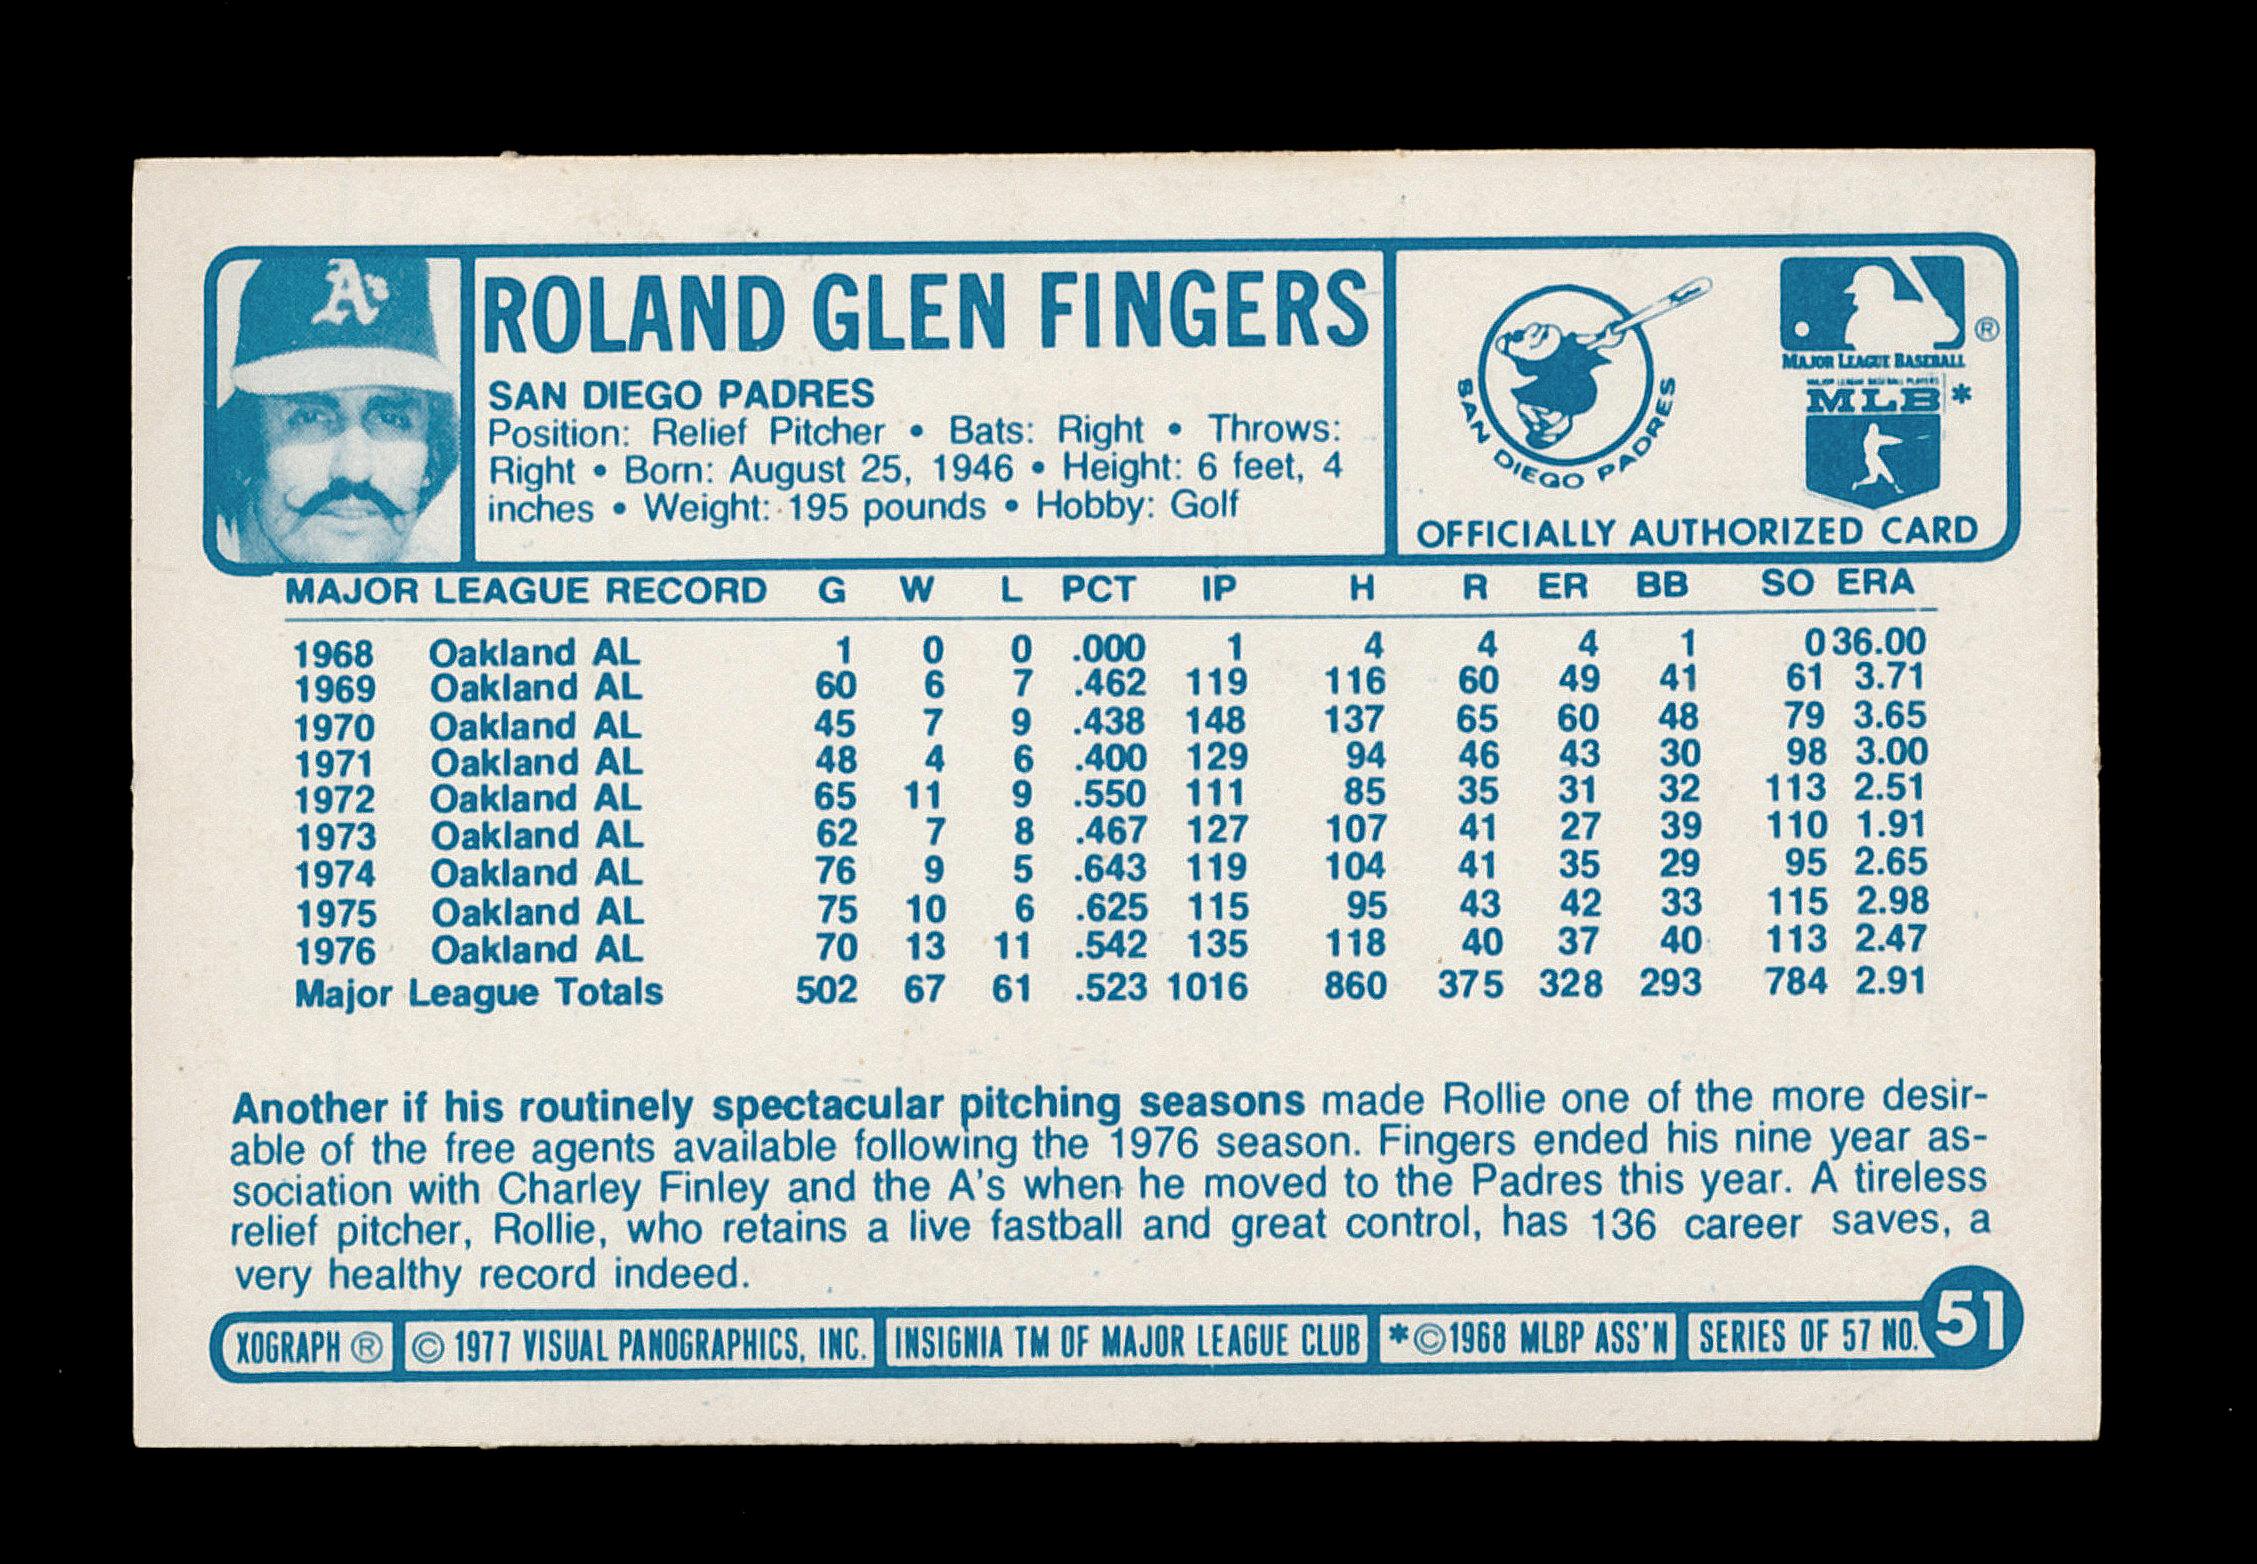 A's
ROLAND GLEN FINGERS
SAN DIEGO PADRES
Position: Relief Pitcher • Bats: Right • Throws:
Right • Born: August 25, 1946 • Height: 6 feet, 4
inches • Weight: 195 pounds • Hobby: Golf
SAN DIEGO PADRES
®
MAJOR LEAGUE BASEBALL
MAJOR LEAGUE BASEBALL PLAYERS
MLB *
OFFICIALLY AUTHORIZED CARD
MAJOR LEAGUE RECORD G W L PCT IP H R ER BB SO ERA
1968 Oakland AL 1 0 0 .000 1 4 4 4 1 0 36.00
1969 Oakland AL 60 6 7 .462 119 116 60 49 41 61 3.71
1970 Oakland AL 45 7 9 .438 148 137 65 60 48 79 3.65
1971 Oakland AL 48 4 6 .400 129 94 46 43 30 98 3.00
1972 Oakland AL 65 11 9 .550 111 85 35 31 32 113 2.51
1973 Oakland AL 62 7 8 .467 127 107 41 27 39 110 1.91
1974 Oakland AL 76 9 5 .643 119 104 41 35 29 95 2.65
1975 Oakland AL 75 10 6 .625 115 95 43 42 33 115 2.98
1976 Oakland AL 70 13 11 .542 135 118 40 37 40 113 2.47
Major League Totals 502 67 61 .523 1016 860 375 328 293 784 2.91
Another if his routinely spectacular pitching seasons made Rollie one of the more desir-
able of the free agents available following the 1976 season. Fingers ended his nine year as-
sociation with Charley Finley and the A's when he moved to the Padres this year. A tireless
relief pitcher, Rollie, who retains a live fastball and great control, has 136 career saves, a
very healthy record indeed.
XOGRAPH ® © 1977 VISUAL PANOGRAPHICS, INC. INSIGNIA TM OF MAJOR LEAGUE CLUB *©1968 MLBP ASS'N SERIES OF 57 NO. 51